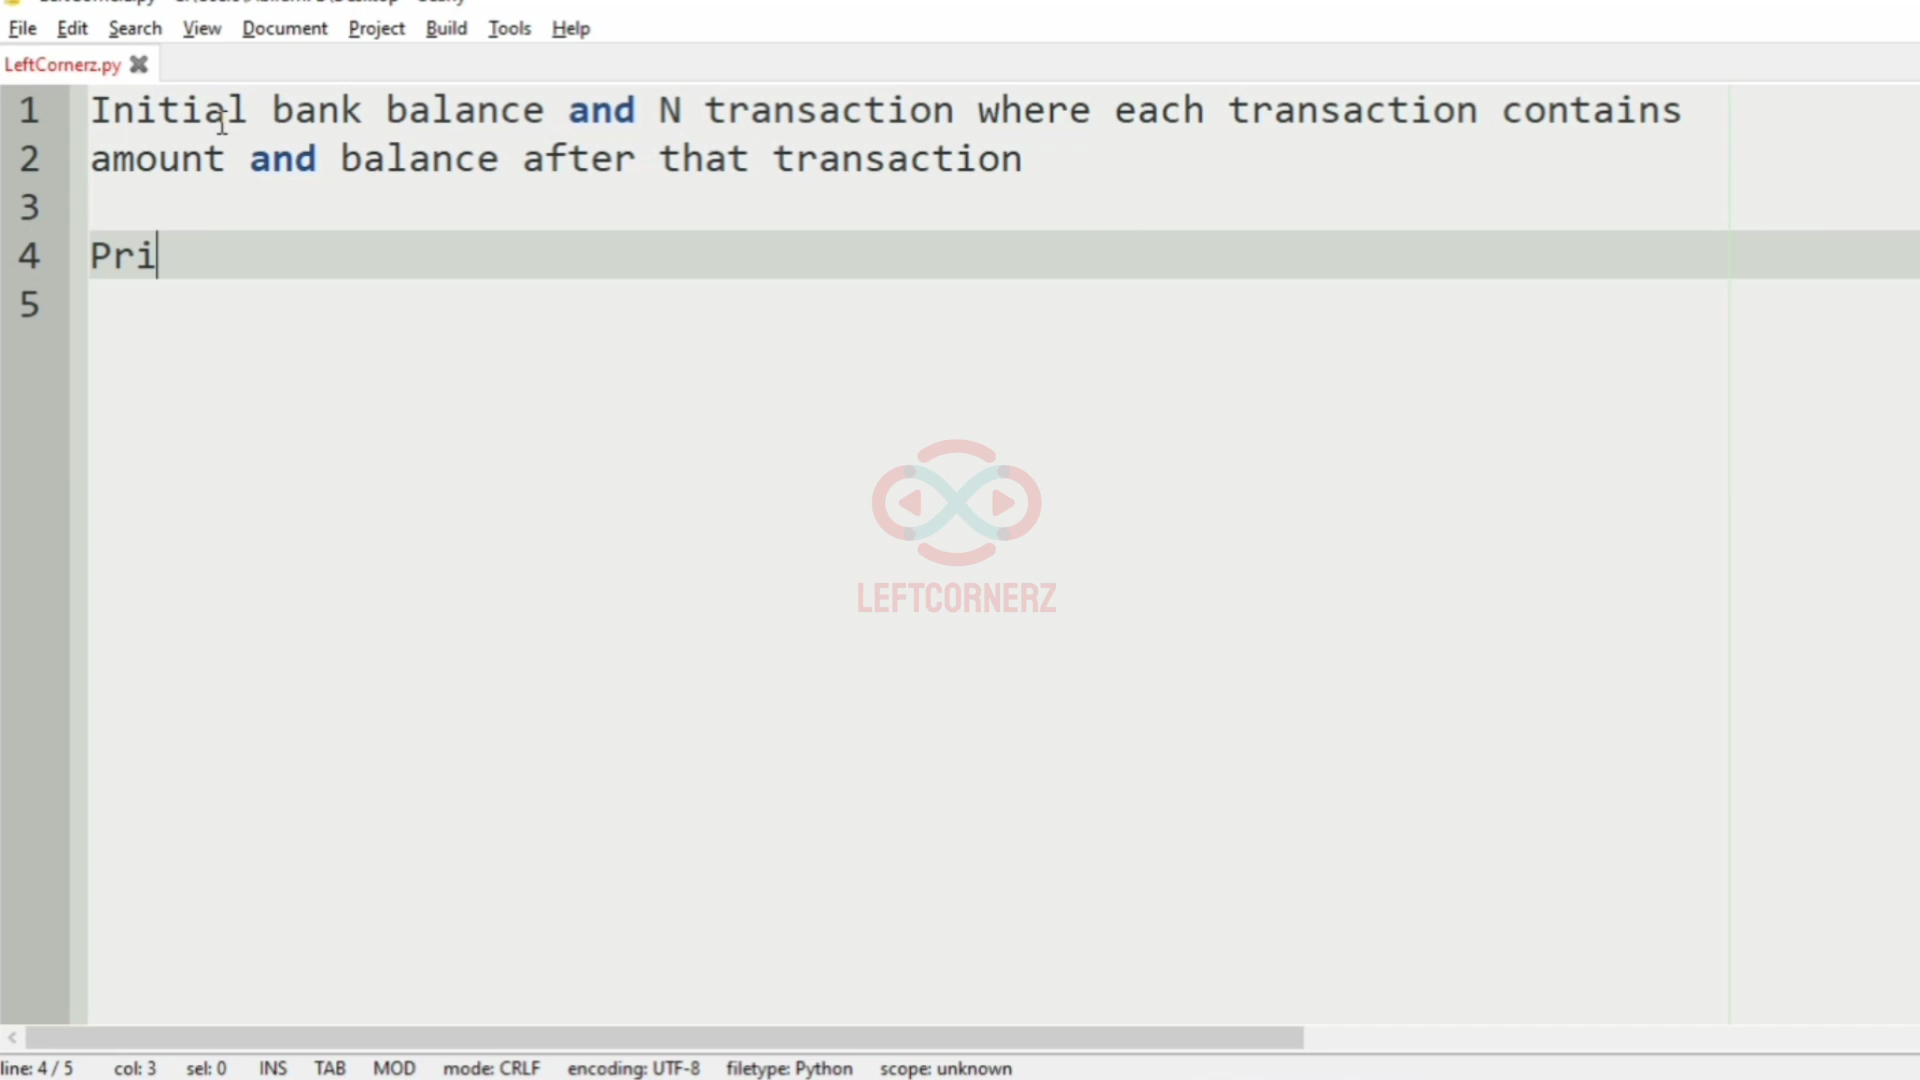 File Edit Search View Document Project Build Tools Help
LeftCornerz.py
1 Initial bank balance and N transaction where each transaction contains
2 amount and balance after that transaction
3
4 Pri
5
LEFTCORNERZ
line: 4 / 5 col: 3 sel: 0 INS TAB MOD mode: CRLF encoding: UTF-8 filetype: Python scope: unknown